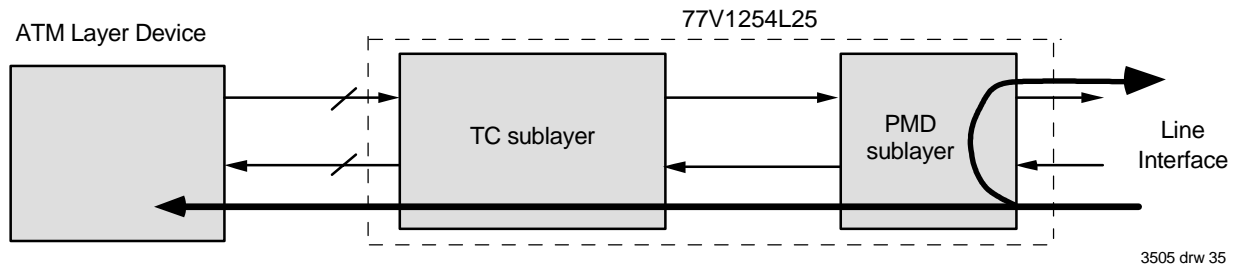 77V1254L25
ATM Layer Device
TC sublayer
PMD
sublayer
Line
Interface
3505 drw 35